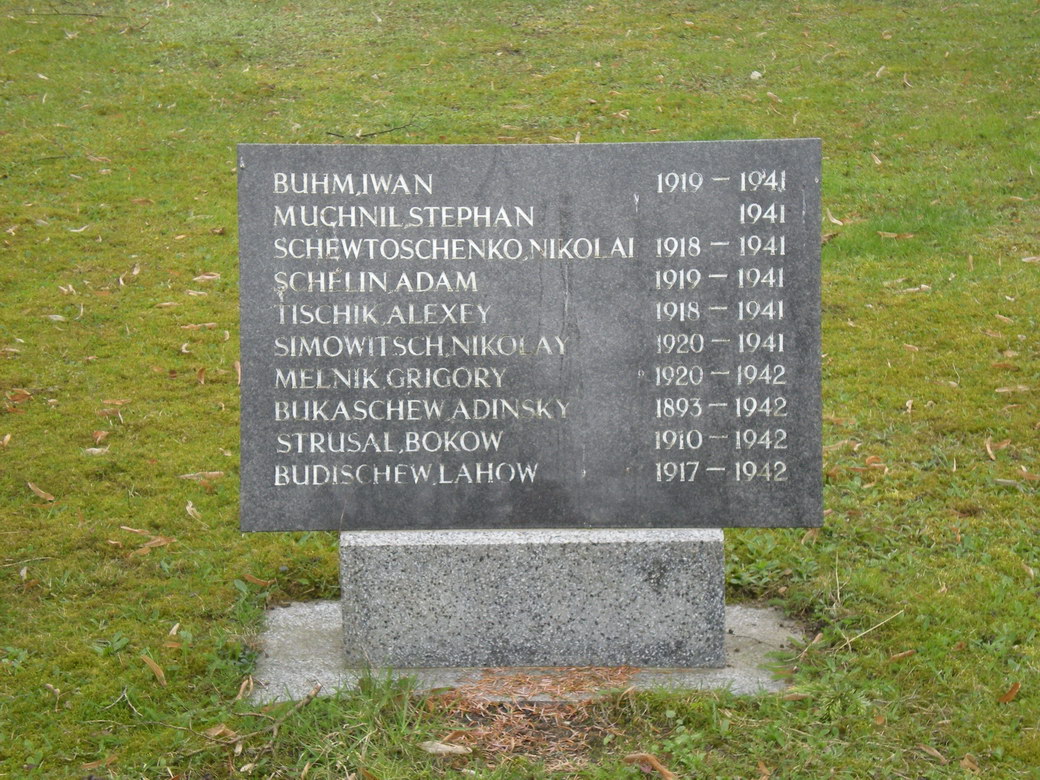 BUHM,IWAN 1919 – 1941
MUCHNIL,STEPHAN 1941
SCHEWTOSCHENKO,NIKOLAI 1918 – 1941
SCHELIN,ADAM 1919 – 1941
TISCHIK,ALEXEY 1918 – 1941
SIMOWITSCH,NIKOLAY 1920 – 1941
MELNIK,GRIGORY 1920 – 1942
BUKASCHEW,ADINSKY 1893 – 1942
STRUSAL,BOKOW 1910 – 1942
BUDISCHEW,LAHOW 1917 – 1942